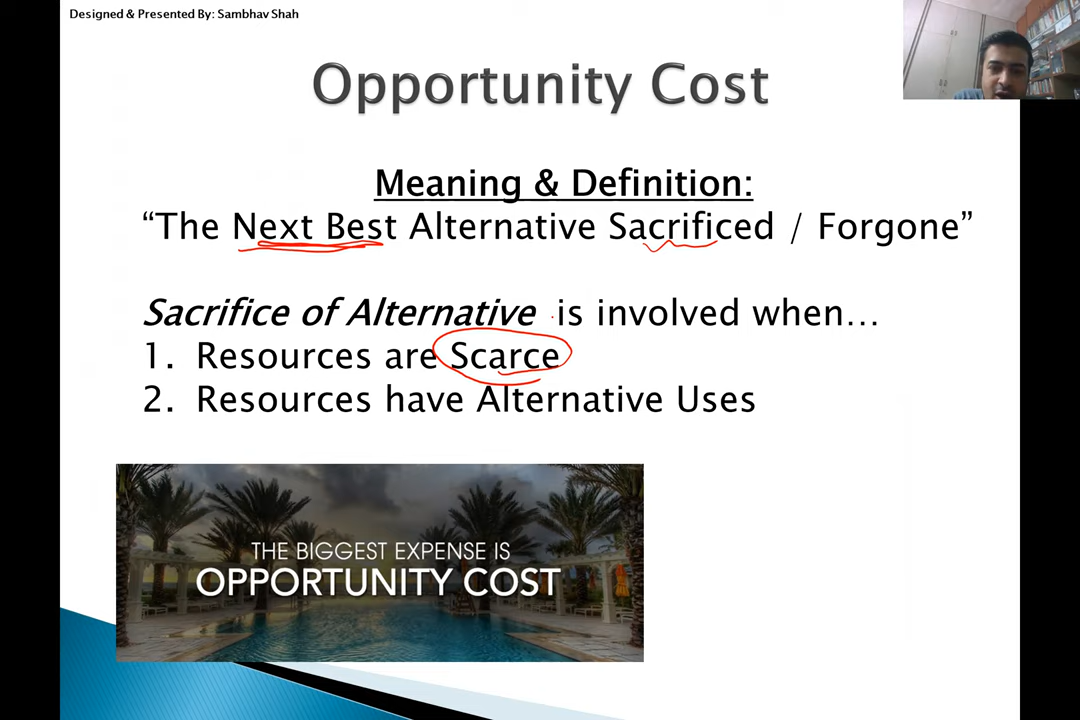 Designed & Presented By: Sambhav Shah
Opportunity Cost
Meaning & Definition:
“The Next Best Alternative Sacrificed / Forgone”
Sacrifice of Alternative is involved when…
1. Resources are Scarce
2. Resources have Alternative Uses
THE BIGGEST EXPENSE IS
OPPORTUNITY COST